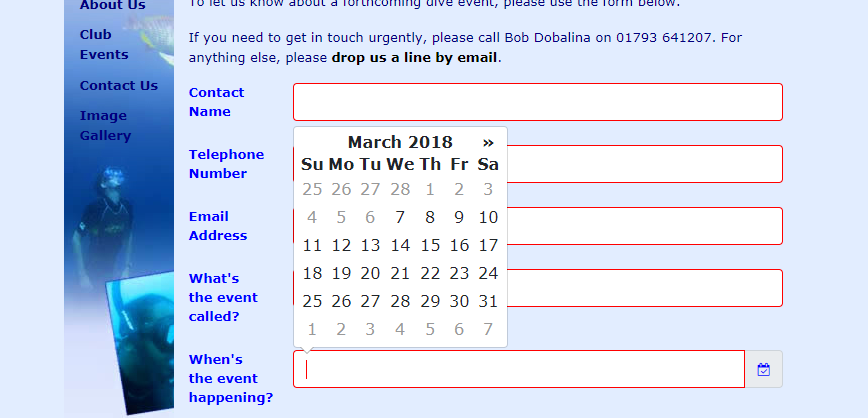 About Us
Club
Events
Contact Us
Image
Gallery
To let us know about a forthcoming dive event, please use the form below.
If you need to get in touch urgently, please call Bob Dobalina on 01793 641207. For
anything else, please drop us a line by email.
Contact
Name
Telephone
Number
Email
Address
What's
the event
called?
When's
the event
happening?
March 2018 »
Su Mo Tu We Th Fr Sa
25 26 27 28 1 2 3
4 5 6 7 8 9 10
11 12 13 14 15 16 17
18 19 20 21 22 23 24
25 26 27 28 29 30 31
1 2 3 4 5 6 7